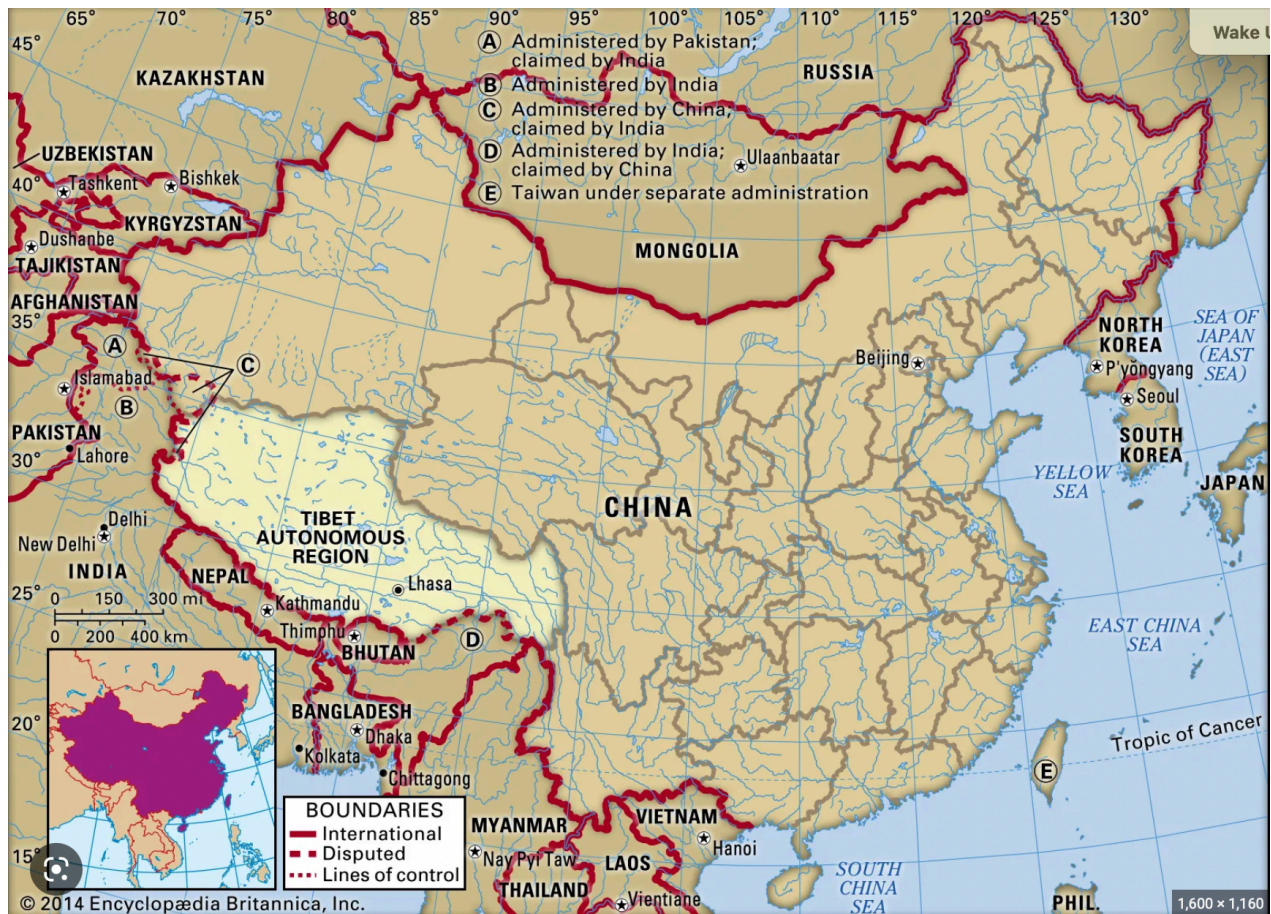 65°
70°
75°
80°
85°
90°
95°
100°
105°
110°
115°
120°
125°
130°
Wake
45°
40°
35°
30°
25°
20°
15°
A Administered by Pakistan;
claimed by India
B Administered by India
C Administered by China;
claimed by India
D Administered by India;
claimed by China
E Taiwan under separate administration
KAZAKHSTAN
RUSSIA
UZBEKISTAN
Tashkent
Bishkek
Ulaanbaatar
KYRGYZSTAN
Dushanbe
TAJIKISTAN
MONGOLIA
AFGHANISTAN
A
C
Islamabad
B
PAKISTAN
Lahore
Beijing
NORTH
KOREA
P'yŏngyang
Seoul
SOUTH
KOREA
SEA OF
JAPAN
(EAST
SEA)
YELLOW
SEA
JAPAN
CHINA
TIBET
AUTONOMOUS
REGION
Lhasa
Delhi
New Delhi
INDIA
NEPAL
Kathmandu
Thimphu
BHUTAN
D
0 150 300 mi
0 200 400 km
EAST CHINA
SEA
BANGLADESH
Dhaka
Kolkata
Chittagong
Tropic of Cancer
E
BOUNDARIES
International
Disputed
Lines of control
MYANMAR
Nay Pyi Taw
VIETNAM
Hanoi
LAOS
THAILAND
Vientiane
SOUTH
CHINA
SEA
PHIL.
© 2014 Encyclopædia Britannica, Inc.
1,600 × 1,160